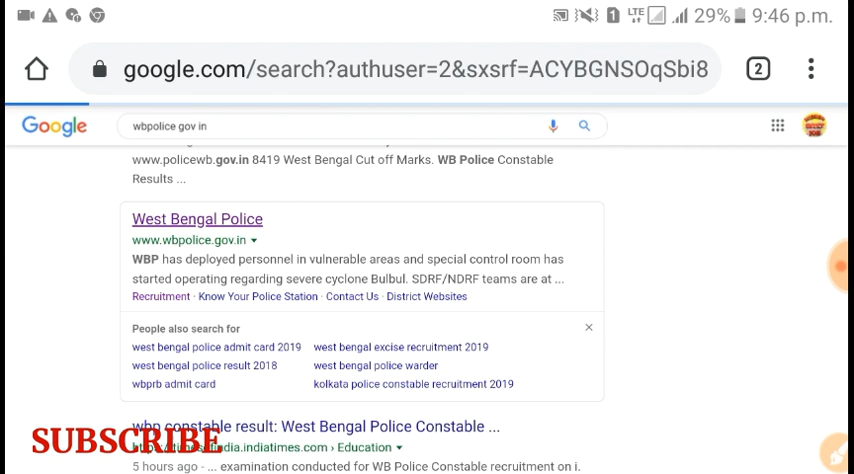 1 LTE 29% 9:46 p.m.
google.com/search?authuser=2&sxsrf=ACYBGNSOqSbi8
2
Google wbpolice gov in
www.policewb.gov.in 8419 West Bengal Cut off Marks. WB Police Constable
Results ...
West Bengal Police
www.wbpolice.gov.in
WBP has deployed personnel in vulnerable areas and special control room has
started operating regarding severe cyclone Bulbul. SDRF/NDRF teams are at ...
Recruitment · Know Your Police Station · Contact Us · District Websites
People also search for
west bengal police admit card 2019 west bengal excise recruitment 2019
west bengal police result 2018 west bengal police warder
wbprb admit card kolkata police constable recruitment 2019
wbp constable result: West Bengal Police Constable ...
SUBSCRIBE
indiatimes.com › Education
5 hours ago - ... examination conducted for WB Police Constable recruitment on i.